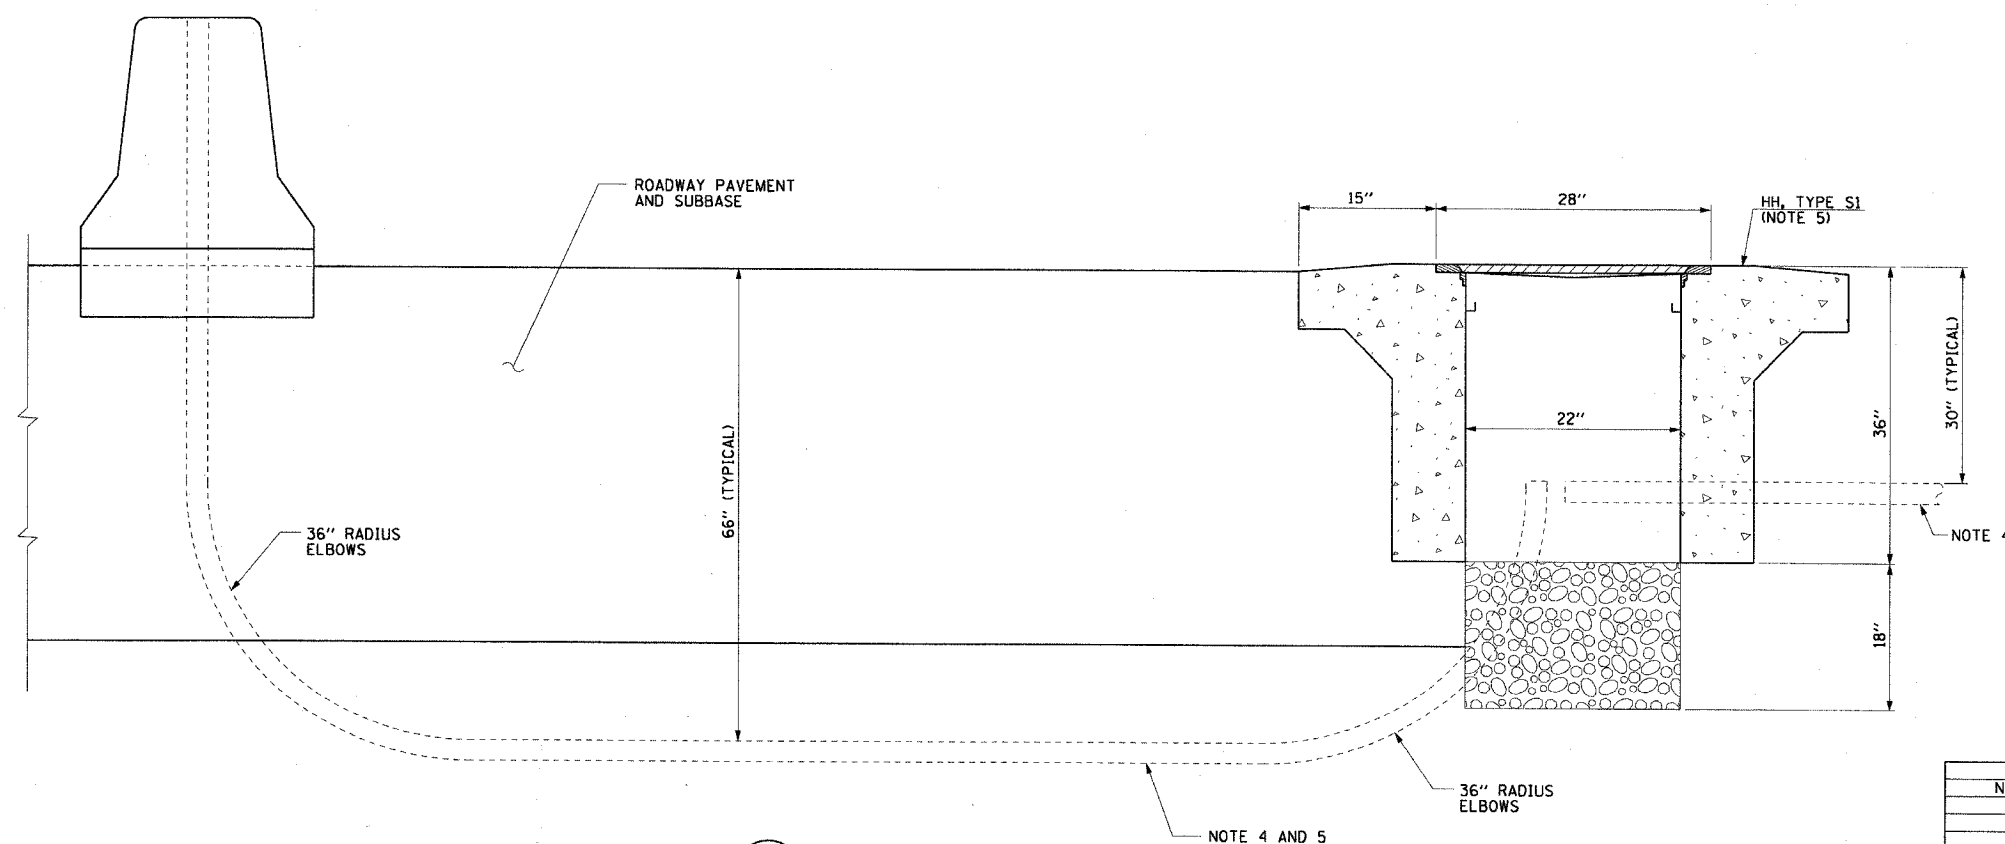 ROADWAY PAVEMENT
AND SUBBASE
15"
28"
HH, TYPE S1
(NOTE 5)
66" (TYPICAL)
22"
36"
30" (TYPICAL)
36" RADIUS
ELBOWS
NOTE 4
18"
36" RADIUS
ELBOWS
NOTE 4 AND 5
N